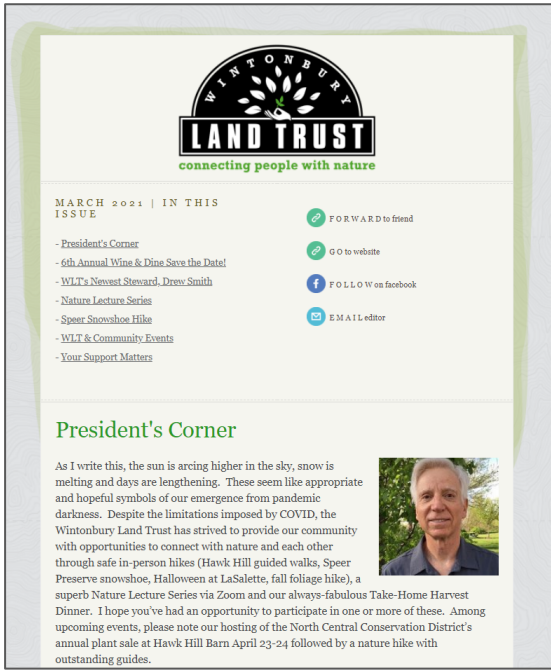 WINTONBURY
LAND TRUST
connecting people with nature
MARCH 2021 | IN THIS
ISSUE
- President's Corner
- 6th Annual Wine & Dine Save the Date!
- WLT's Newest Steward, Drew Smith
- Nature Lecture Series
- Speer Snowshoe Hike
- WLT & Community Events
- Your Support Matters
FORWARD to friend
GO to website
FOLLOW on facebook
EMAIL editor
President's Corner
As I write this, the sun is arcing higher in the sky, snow is
melting and days are lengthening.  These seem like appropriate
and hopeful symbols of our emergence from pandemic
darkness.  Despite the limitations imposed by COVID, the
Wintonbury Land Trust has strived to provide our community
with opportunities to connect with nature and each other
through safe in-person hikes (Hawk Hill guided walks, Speer
Preserve snowshoe, Halloween at LaSalette, fall foliage hike), a
superb Nature Lecture Series via Zoom and our always-fabulous Take-Home Harvest
Dinner.  I hope you've had an opportunity to participate in one or more of these.  Among
upcoming events, please note our hosting of the North Central Conservation District's
annual plant sale at Hawk Hill Barn April 23-24 followed by a nature hike with
outstanding guides.